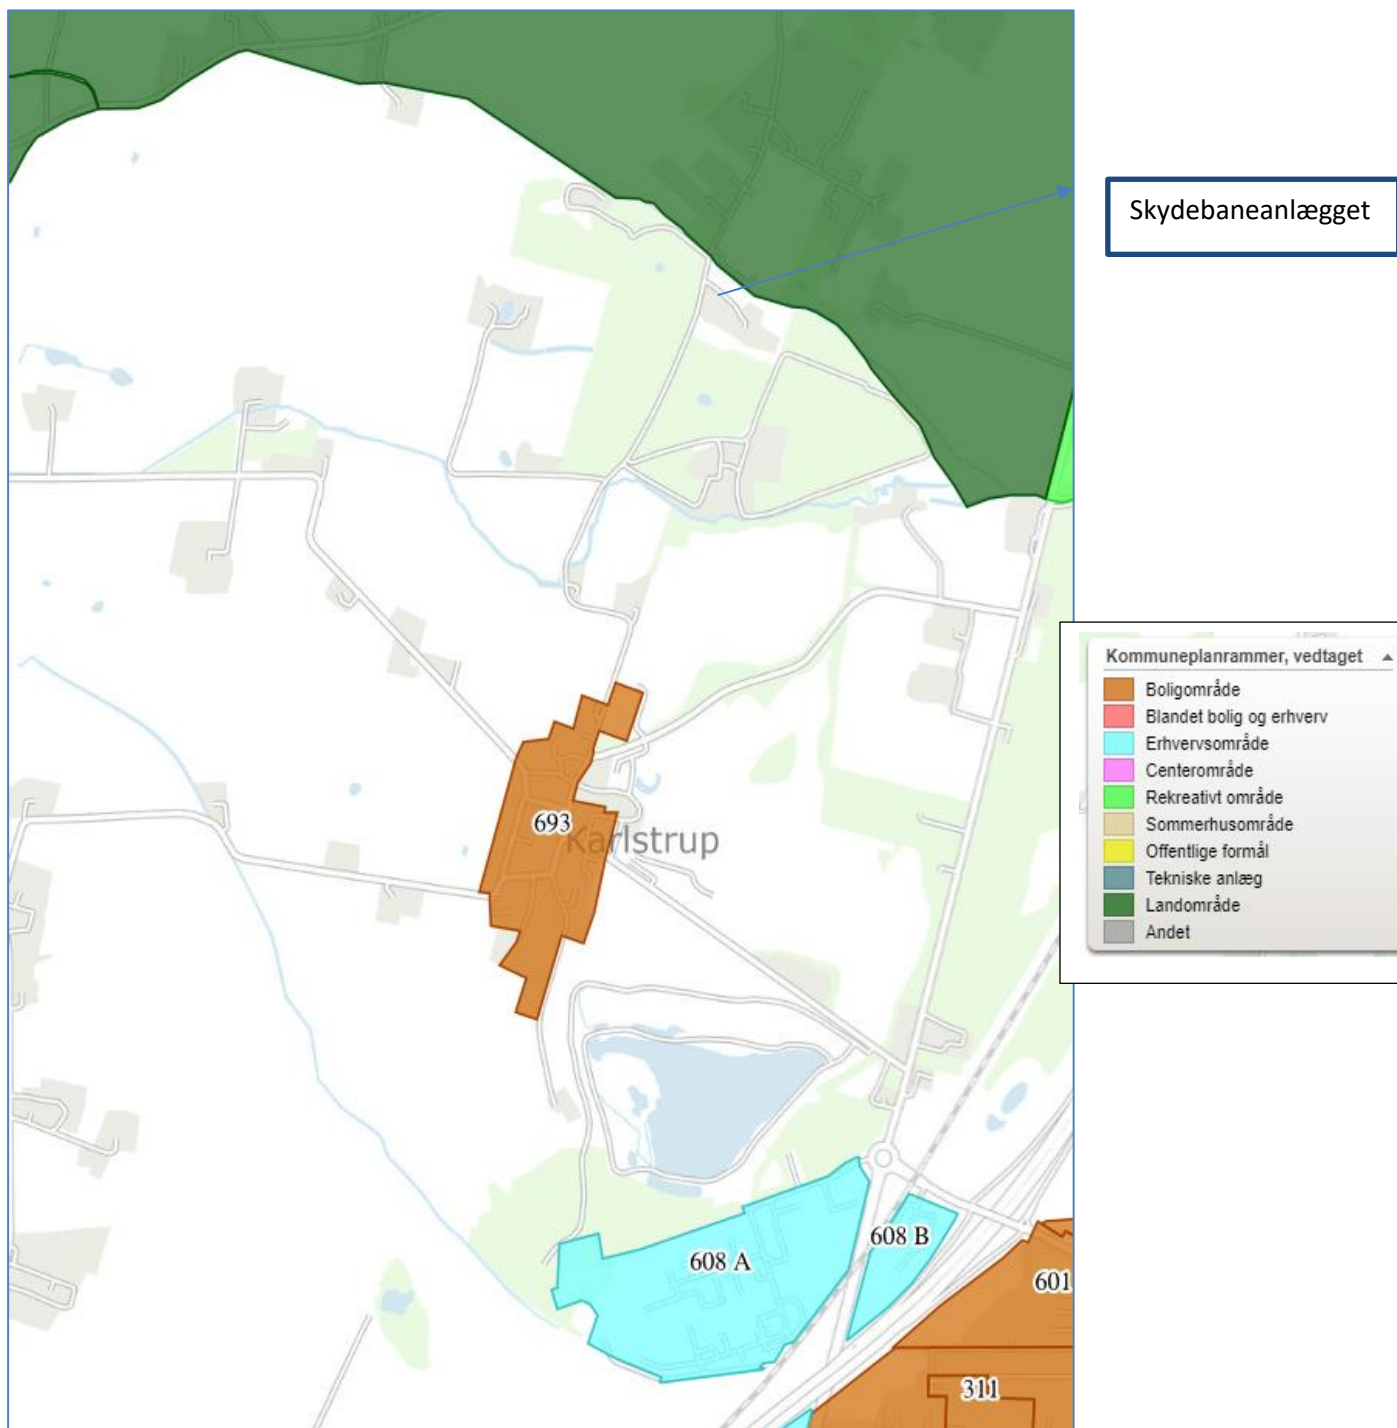 Skydebaneanlægget
Kommuneplanrammer, vedtaget
Boligområde
Blandet bolig og erhverv
Erhvervsområde
Centerområde
Rekreativt område
Sommerhusområde
Offentlige formål
Tekniske anlæg
Landområde
Andet
693
Karlstrup
608 A
608 B
601
311